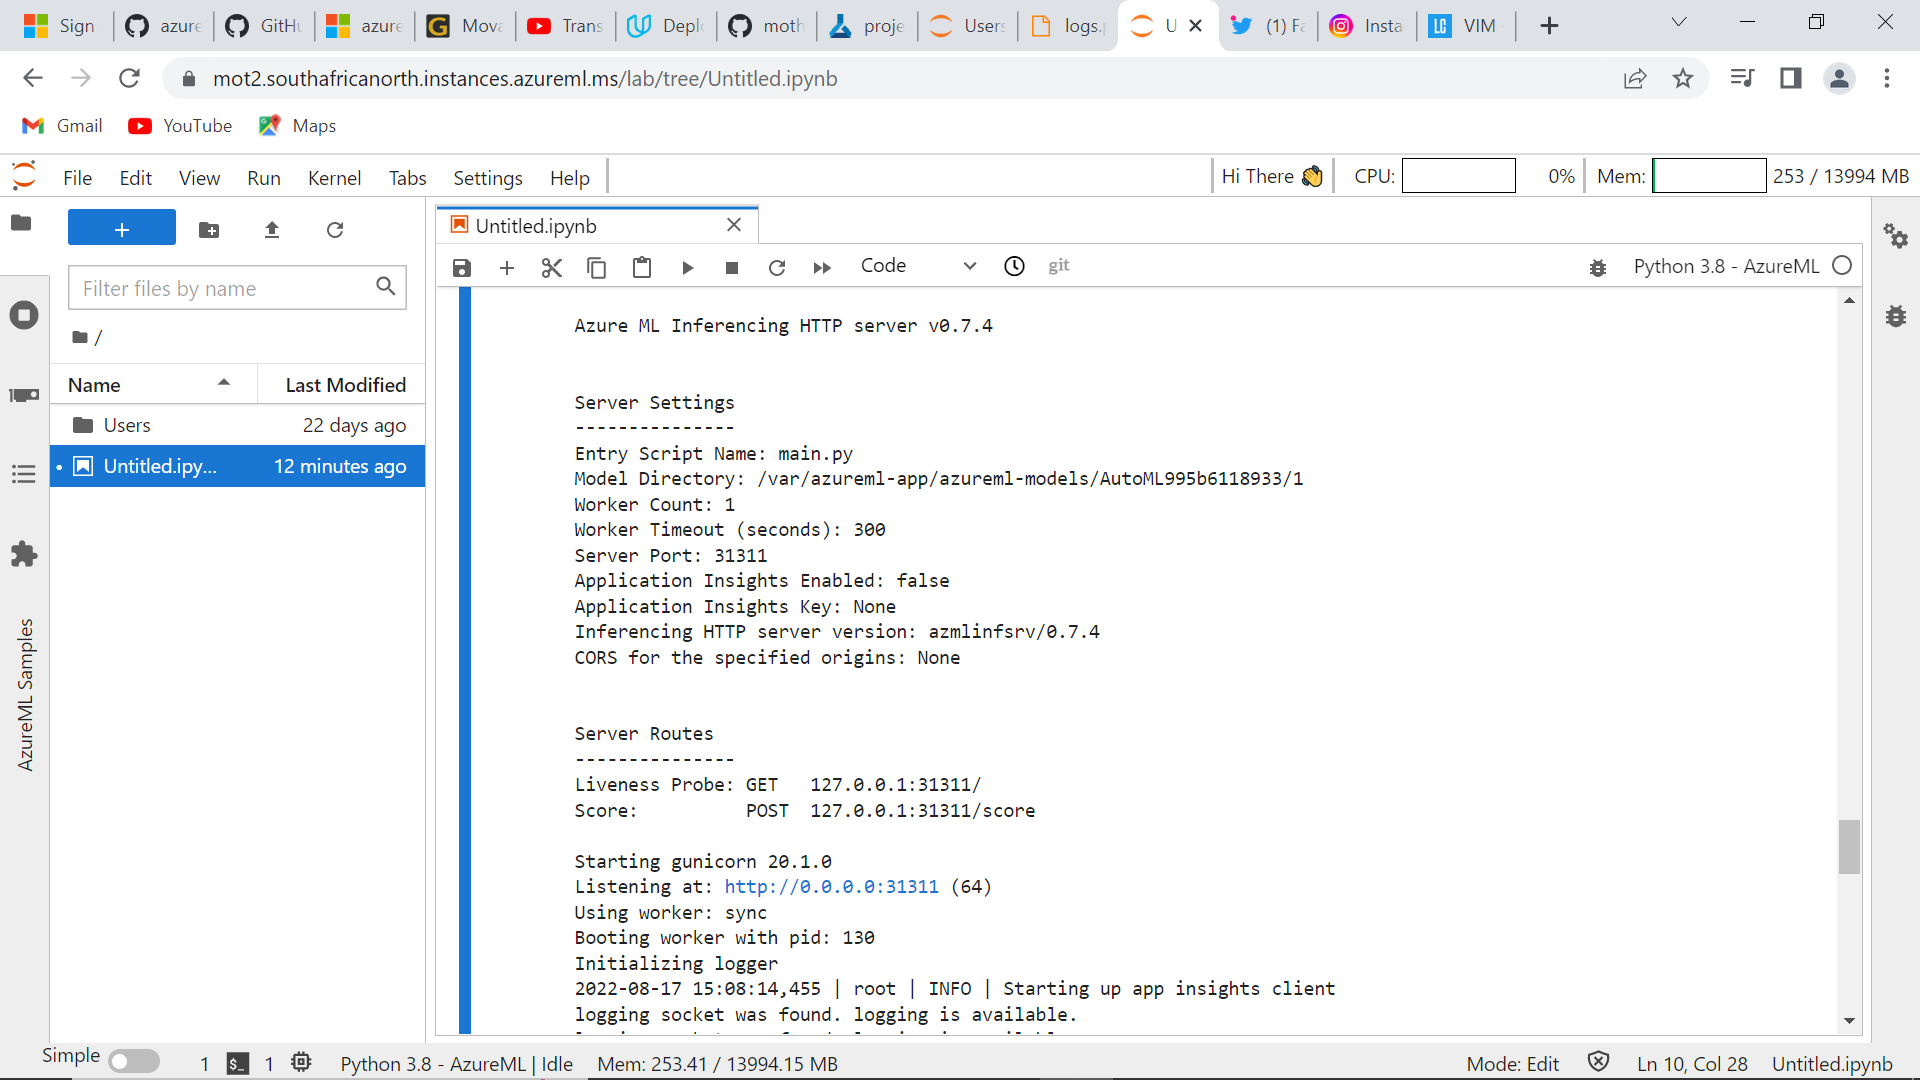 Sign
azure
GitHu
azure
Mova
Trans
Deplo
moth
proje
Users
logs.p
U
(1) Fa
Insta
VIM
mot2.southafricanorth.instances.azureml.ms/lab/tree/Untitled.ipynb
Gmail
YouTube
Maps
File Edit View Run Kernel Tabs Settings Help
Hi There 👋 CPU: 0% Mem: 253 / 13994 MB
Untitled.ipynb
Code
git
Python 3.8 - AzureML
Filter files by name
/
Name Last Modified
Users 22 days ago
Untitled.ipy... 12 minutes ago
AzureML Samples
Azure ML Inferencing HTTP server v0.7.4
Server Settings
---------------
Entry Script Name: main.py
Model Directory: /var/azureml-app/azureml-models/AutoML995b6118933/1
Worker Count: 1
Worker Timeout (seconds): 300
Server Port: 31311
Application Insights Enabled: false
Application Insights Key: None
Inferencing HTTP server version: azmlinfsrv/0.7.4
CORS for the specified origins: None
Server Routes
---------------
Liveness Probe: GET   127.0.0.1:31311/
Score:          POST  127.0.0.1:31311/score
Starting gunicorn 20.1.0
Listening at: http://0.0.0.0:31311 (64)
Using worker: sync
Booting worker with pid: 130
Initializing logger
2022-08-17 15:08:14,455 | root | INFO | Starting up app insights client
logging socket was found. logging is available.
Simple 1 $_ 1 Python 3.8 - AzureML | Idle Mem: 253.41 / 13994.15 MB Mode: Edit Ln 10, Col 28 Untitled.ipynb